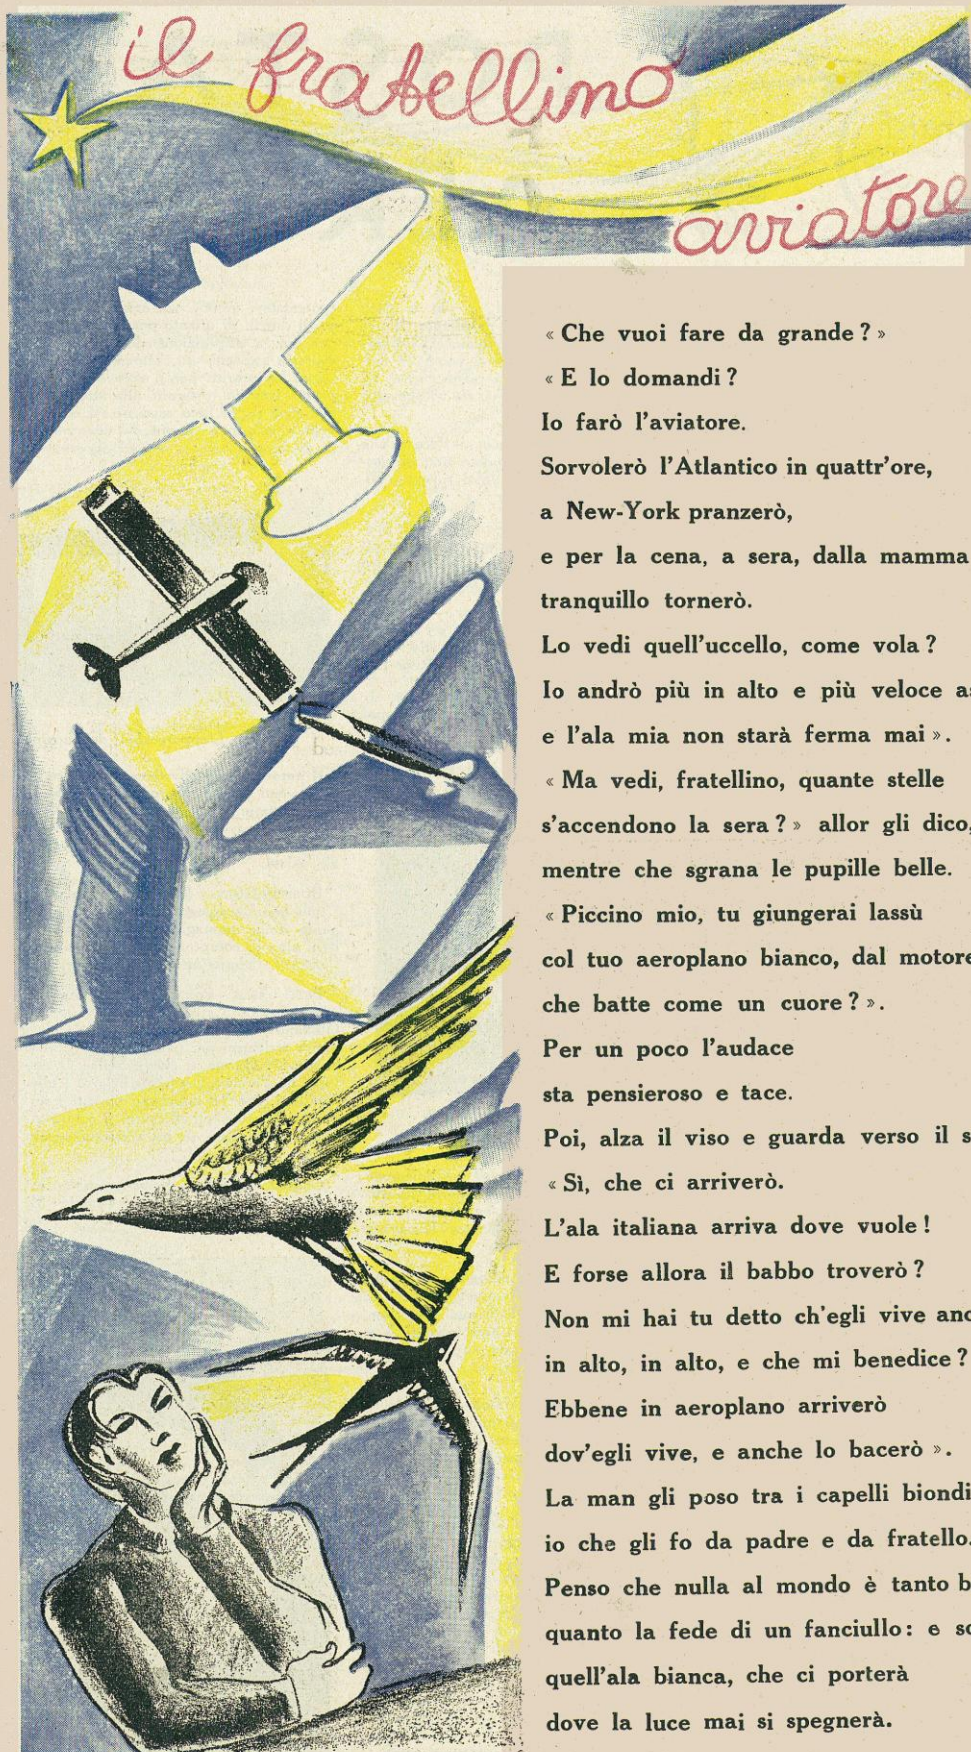 il fratellino
aviatore
« Che vuoi fare da grande ? »
« E lo domandi ?
Io farò l'aviatore.
Sorvolerò l'Atlantico in quattr'ore,
a New-York pranzerò,
e per la cena, a sera, dalla mamma
tranquillo tornerò.
Lo vedi quell'uccello, come vola ?
Io andrò più in alto e più veloce
e l'ala mia non starà ferma mai ».
« Ma vedi, fratellino, quante stelle
s'accendono la sera ? » allor gli dico,
mentre che sgrana le pupille belle.
« Piccino mio, tu giungerai lassù
col tuo aeroplano bianco, dal motore
che batte come un cuore ? ».
Per un poco l'audace
sta pensieroso e tace.
Poi, alza il viso e guarda verso il
« Sì, che ci arriverò.
L'ala italiana arriva dove vuole !
E forse allora il babbo troverò ?
Non mi hai tu detto ch'egli vive
in alto, in alto, e che mi benedice ?
Ebbene in aeroplano arriverò
dov'egli vive, e anche lo bacerò ».
La man gli poso tra i capelli biondi
io che gli fo da padre e da fratello.
Penso che nulla al mondo è tanto
quanto la fede di un fanciullo : e
quell'ala bianca, che ci porterà
dove la luce mai si spegnerà.